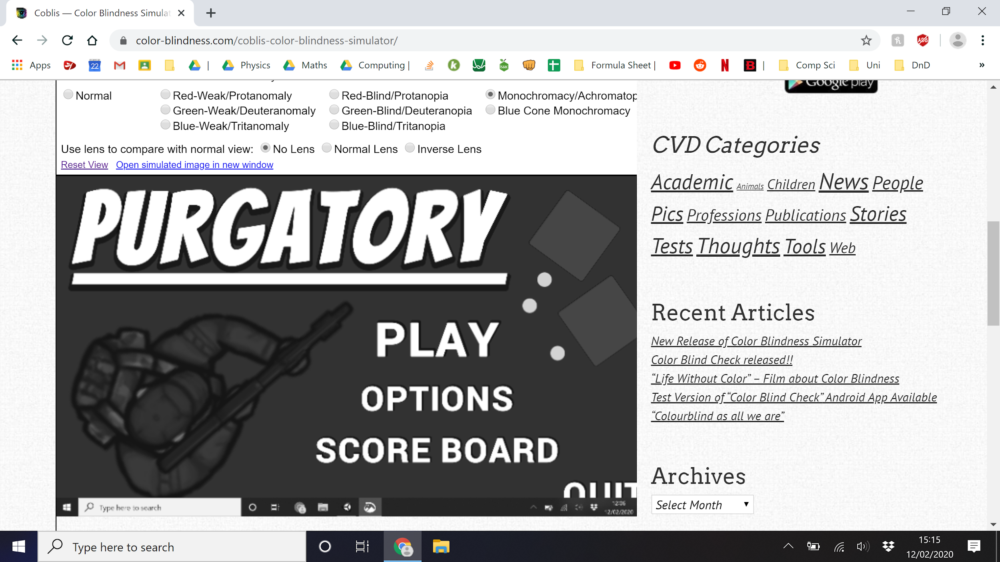 Coblis — Color Blindness Simulat
color-blindness.com/coblis-color-blindness-simulator/
Apps 22 | Physics Maths Computing | Formula Sheet | | Comp Sci Uni DnD »
Google play
Normal Red-Weak/Protanomaly Red-Blind/Protanopia Monochromacy/Achromatop
Green-Weak/Deuteranomaly Green-Blind/Deuteranopia Blue Cone Monochromacy
Blue-Weak/Tritanomaly Blue-Blind/Tritanopia
Use lens to compare with normal view: No Lens Normal Lens Inverse Lens
Reset View Open simulated image in new window
PURGATORY
PLAY
OPTIONS
SCORE BOARD
QUIT
Type here to search
12:06
12/02/2020
CVD Categories
Academic Animals Children News People
Pics Professions Publications Stories
Tests Thoughts Tools Web
Recent Articles
New Release of Color Blindness Simulator
Color Blind Check released!!
“Life Without Color” – Film about Color Blindness
Test Version of “Color Blind Check” Android App Available
“Colourblind as all we are”
Archives
Select Month
Type here to search
15:15
12/02/2020